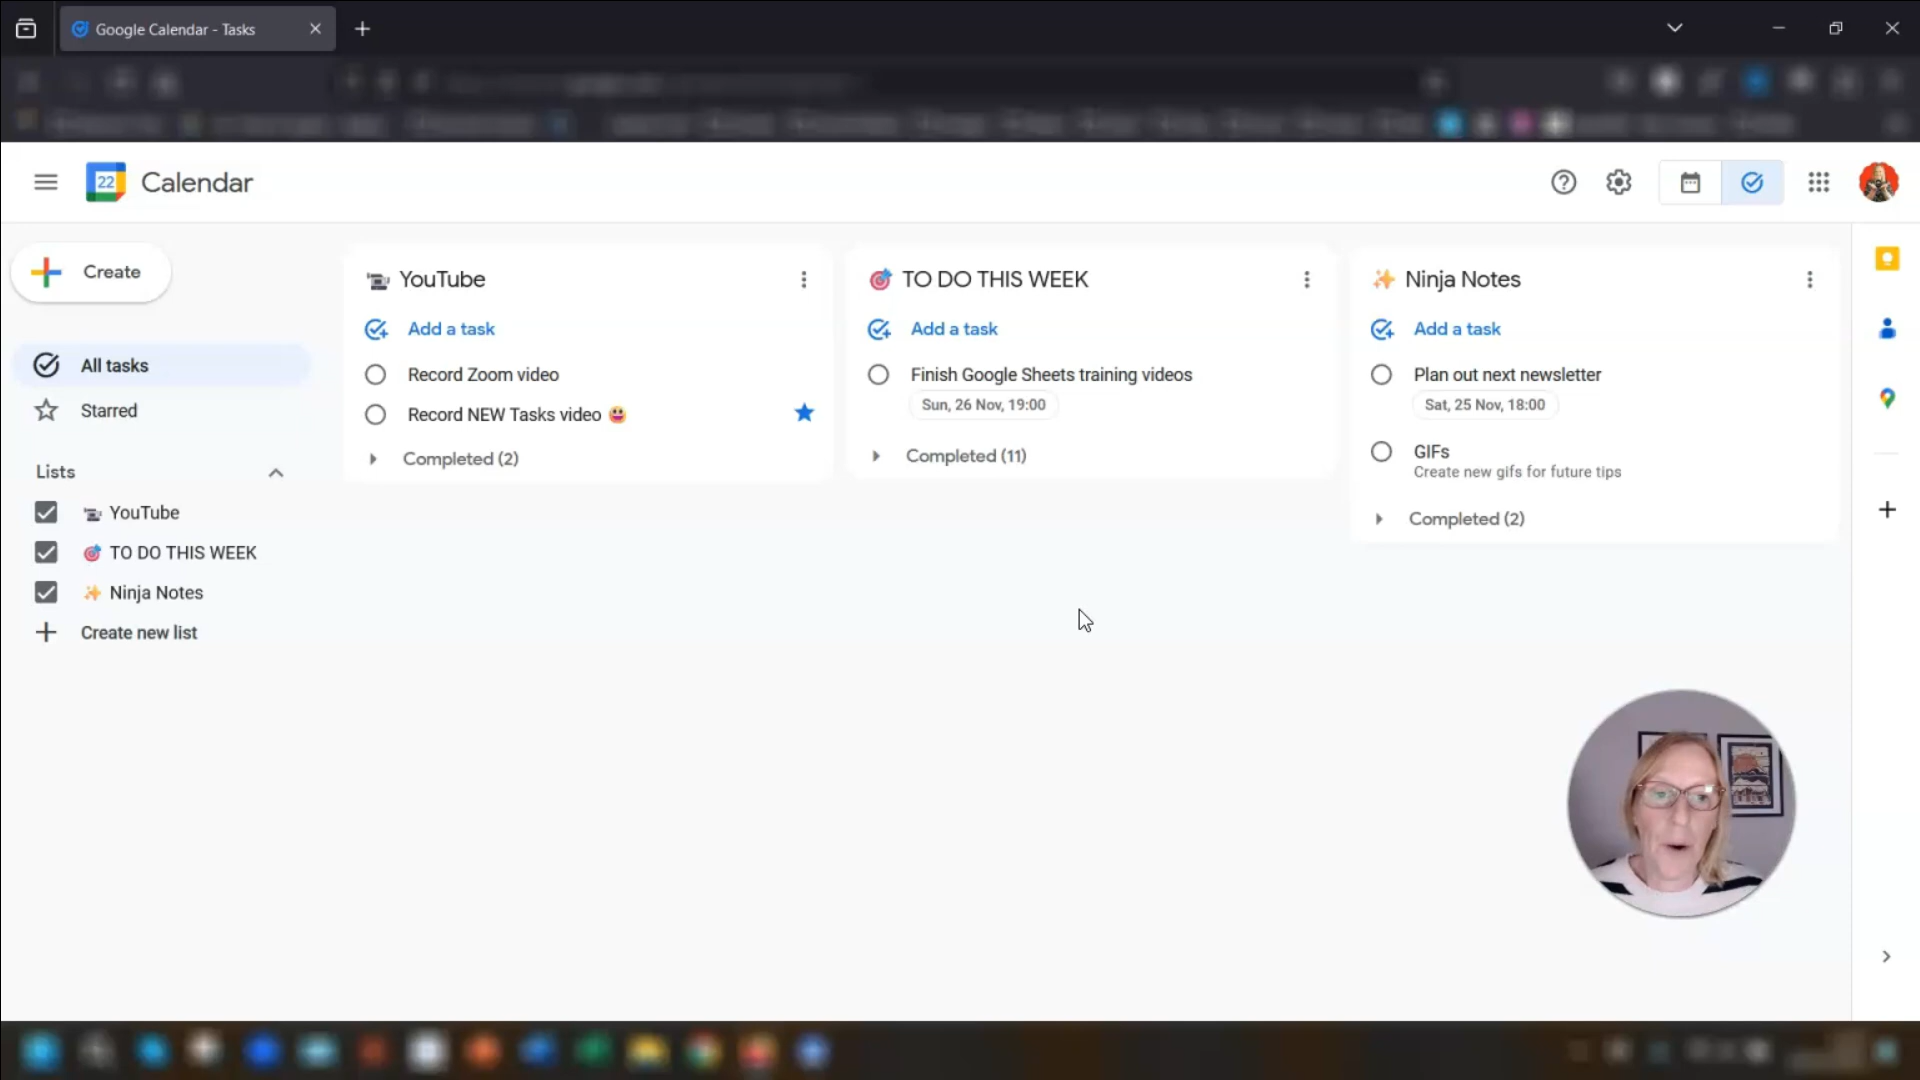 Google Calendar - Tasks
22
Calendar
Create
All tasks
Starred
Lists
YouTube
TO DO THIS WEEK
Ninja Notes
Create new list
YouTube
Add a task
Record Zoom video
Record NEW Tasks video 😃
Completed (2)
TO DO THIS WEEK
Add a task
Finish Google Sheets training videos
Sun, 26 Nov, 19:00
Completed (11)
Ninja Notes
Add a task
Plan out next newsletter
Sat, 25 Nov, 18:00
GIFs
Create new gifs for future tips
Completed (2)